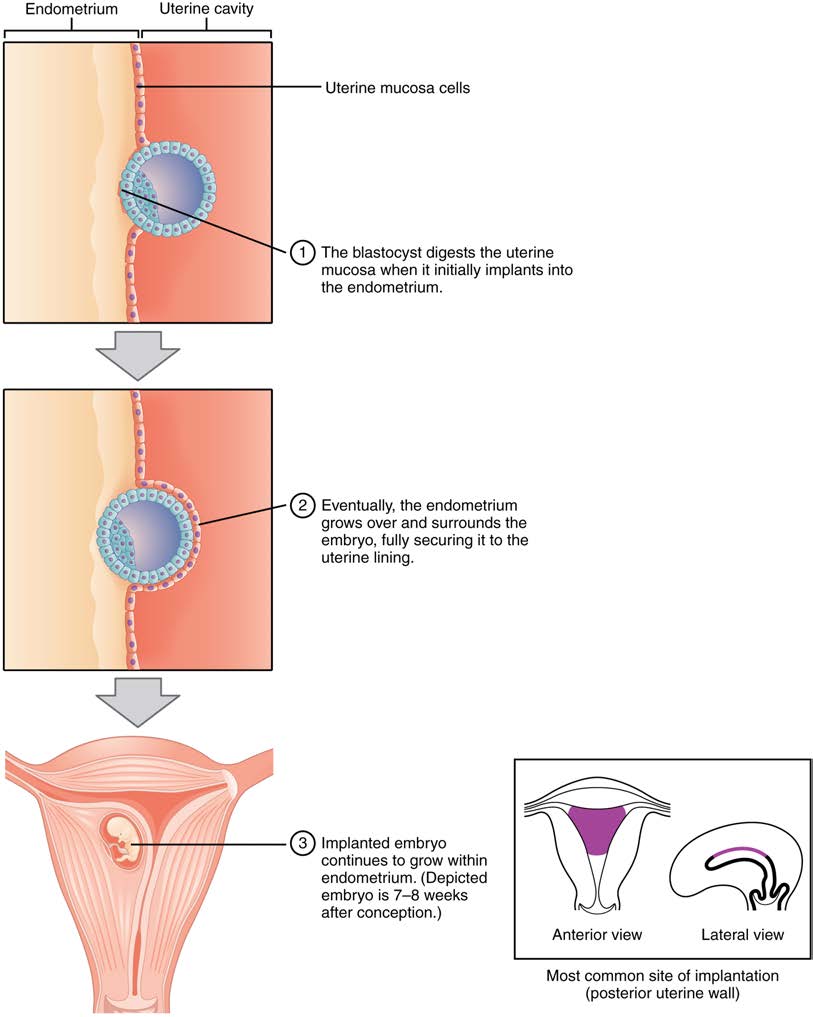 Endometrium
Uterine cavity
Uterine mucosa cells
1 The blastocyst digests the uterine
mucosa when it initially implants into
the endometrium.
2 Eventually, the endometrium
grows over and surrounds the
embryo, fully securing it to the
uterine lining.
3 Implanted embryo
continues to grow within
endometrium. (Depicted
embryo is 7–8 weeks
after conception.)
Anterior view
Lateral view
Most common site of implantation
(posterior uterine wall)